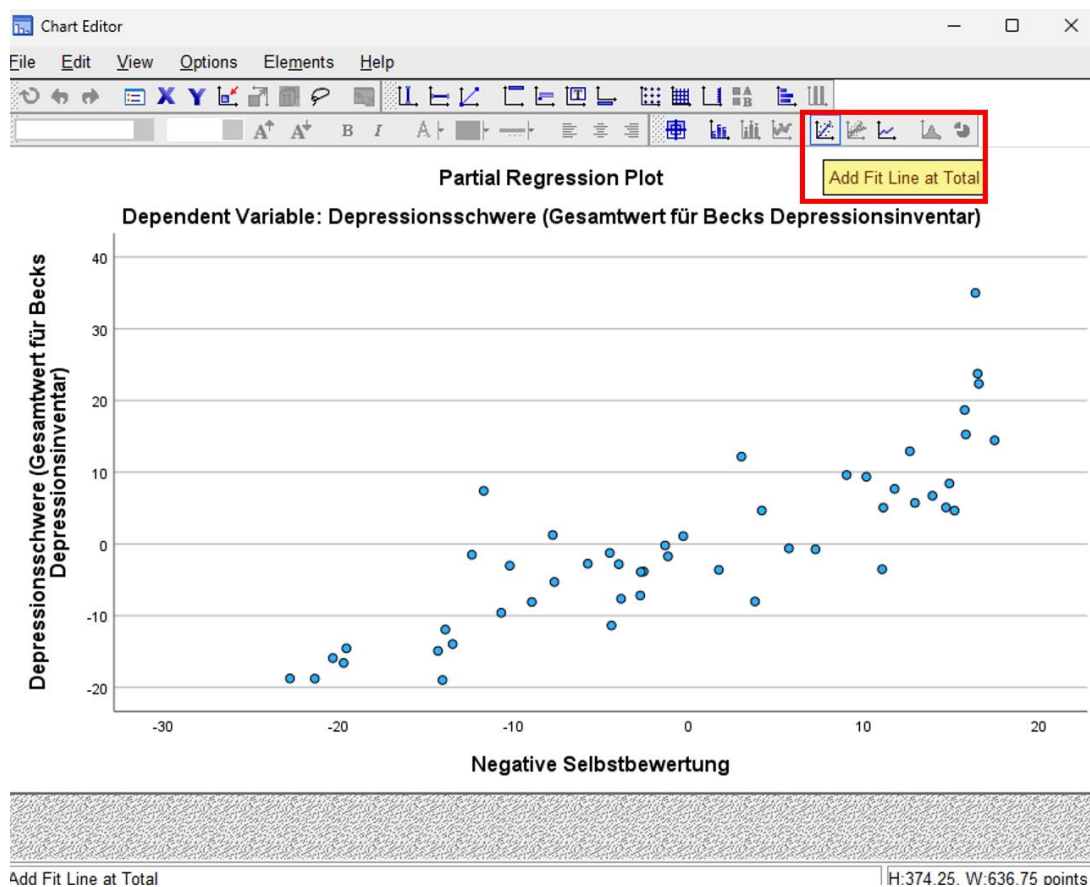 Chart Editor
File Edit View Options Elements Help
X Y
A A B I A
Add Fit Line at Total
Partial Regression Plot
Dependent Variable: Depressionsschwere (Gesamtwert für Becks Depressionsinventar)
Depressionsschwere (Gesamtwert für Becks
Depressionsinventar)
40
30
20
10
0
-10
-20
-30 -20 -10 0 10 20
Negative Selbstbewertung
Add Fit Line at Total H:374.25, W:636.75 points